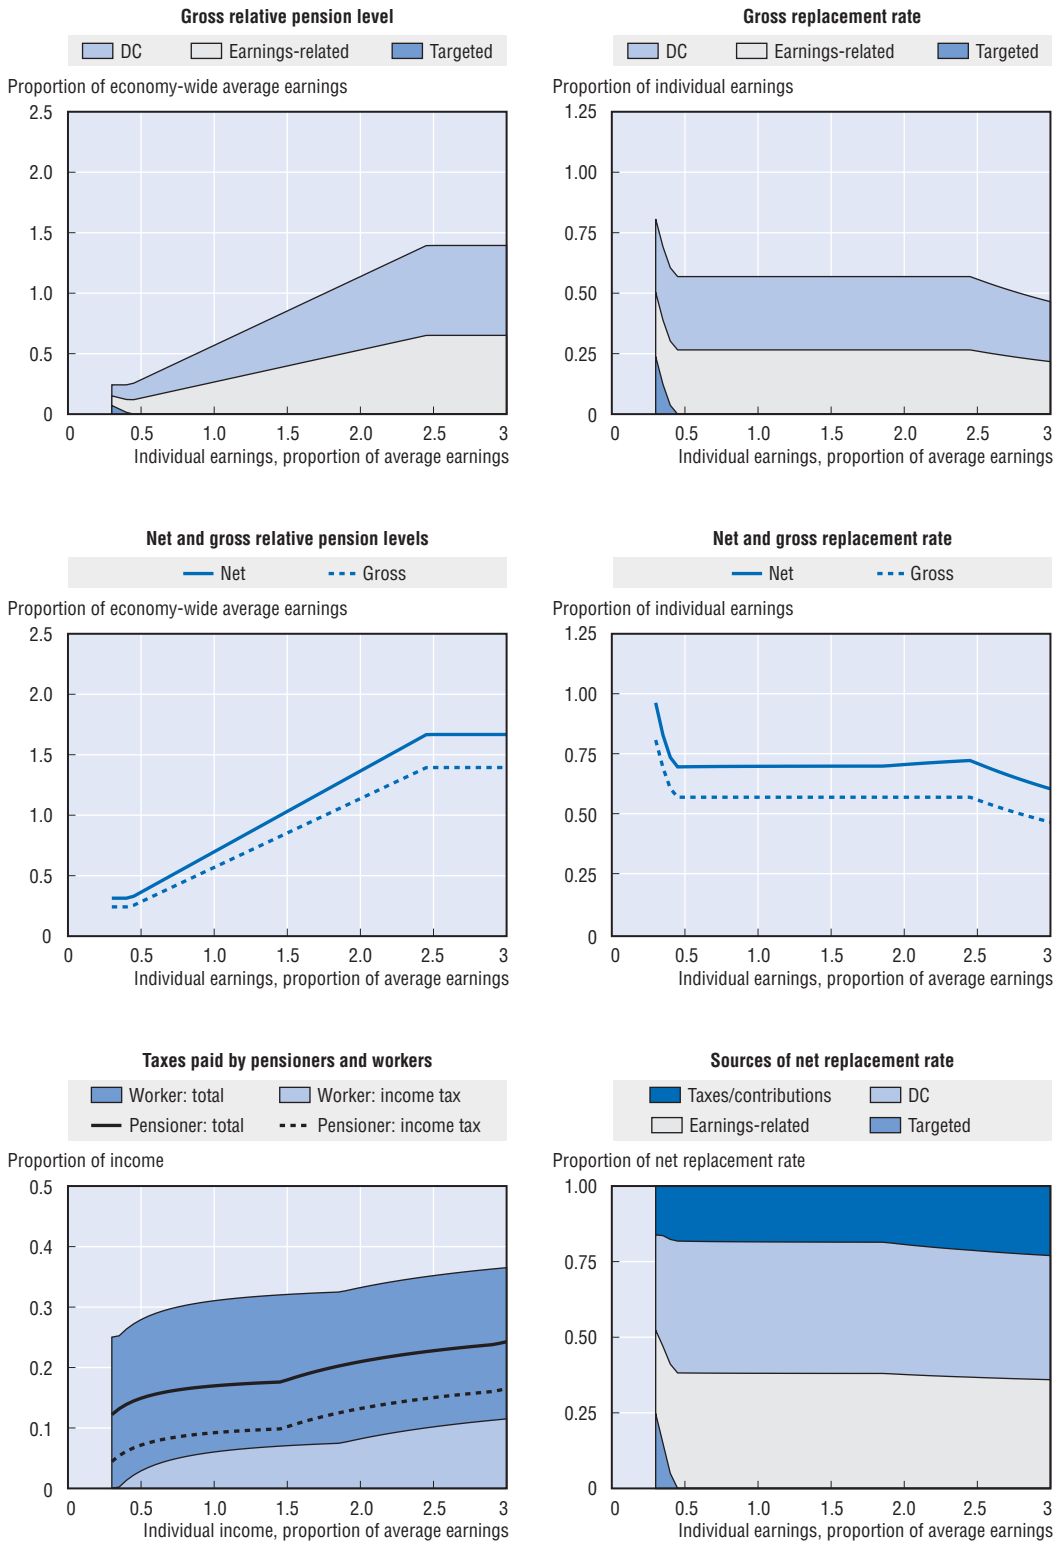 Gross relative pension level
DC Earnings-related Targeted
Proportion of economy-wide average earnings
2.5
2.0
1.5
1.0
0.5
0
0 0.5 1.0 1.5 2.0 2.5 3
Individual earnings, proportion of average earnings
Gross replacement rate
DC Earnings-related Targeted
Proportion of individual earnings
1.25
1.00
0.75
0.50
0.25
0
0 0.5 1.0 1.5 2.0 2.5 3
Individual earnings, proportion of average earnings
Net and gross relative pension levels
Net Gross
Proportion of economy-wide average earnings
2.5
2.0
1.5
1.0
0.5
0
0 0.5 1.0 1.5 2.0 2.5 3
Individual earnings, proportion of average earnings
Net and gross replacement rate
Net Gross
Proportion of individual earnings
1.25
1.00
0.75
0.50
0.25
0
0 0.5 1.0 1.5 2.0 2.5 3
Individual earnings, proportion of average earnings
Taxes paid by pensioners and workers
Worker: total Worker: income tax
Pensioner: total Pensioner: income tax
Proportion of income
0.5
0.4
0.3
0.2
0.1
0
0 0.5 1.0 1.5 2.0 2.5 3
Individual income, proportion of average earnings
Sources of net replacement rate
Taxes/contributions DC
Earnings-related Targeted
Proportion of net replacement rate
1.00
0.75
0.50
0.25
0
0 0.5 1.0 1.5 2.0 2.5 3
Individual earnings, proportion of average earnings